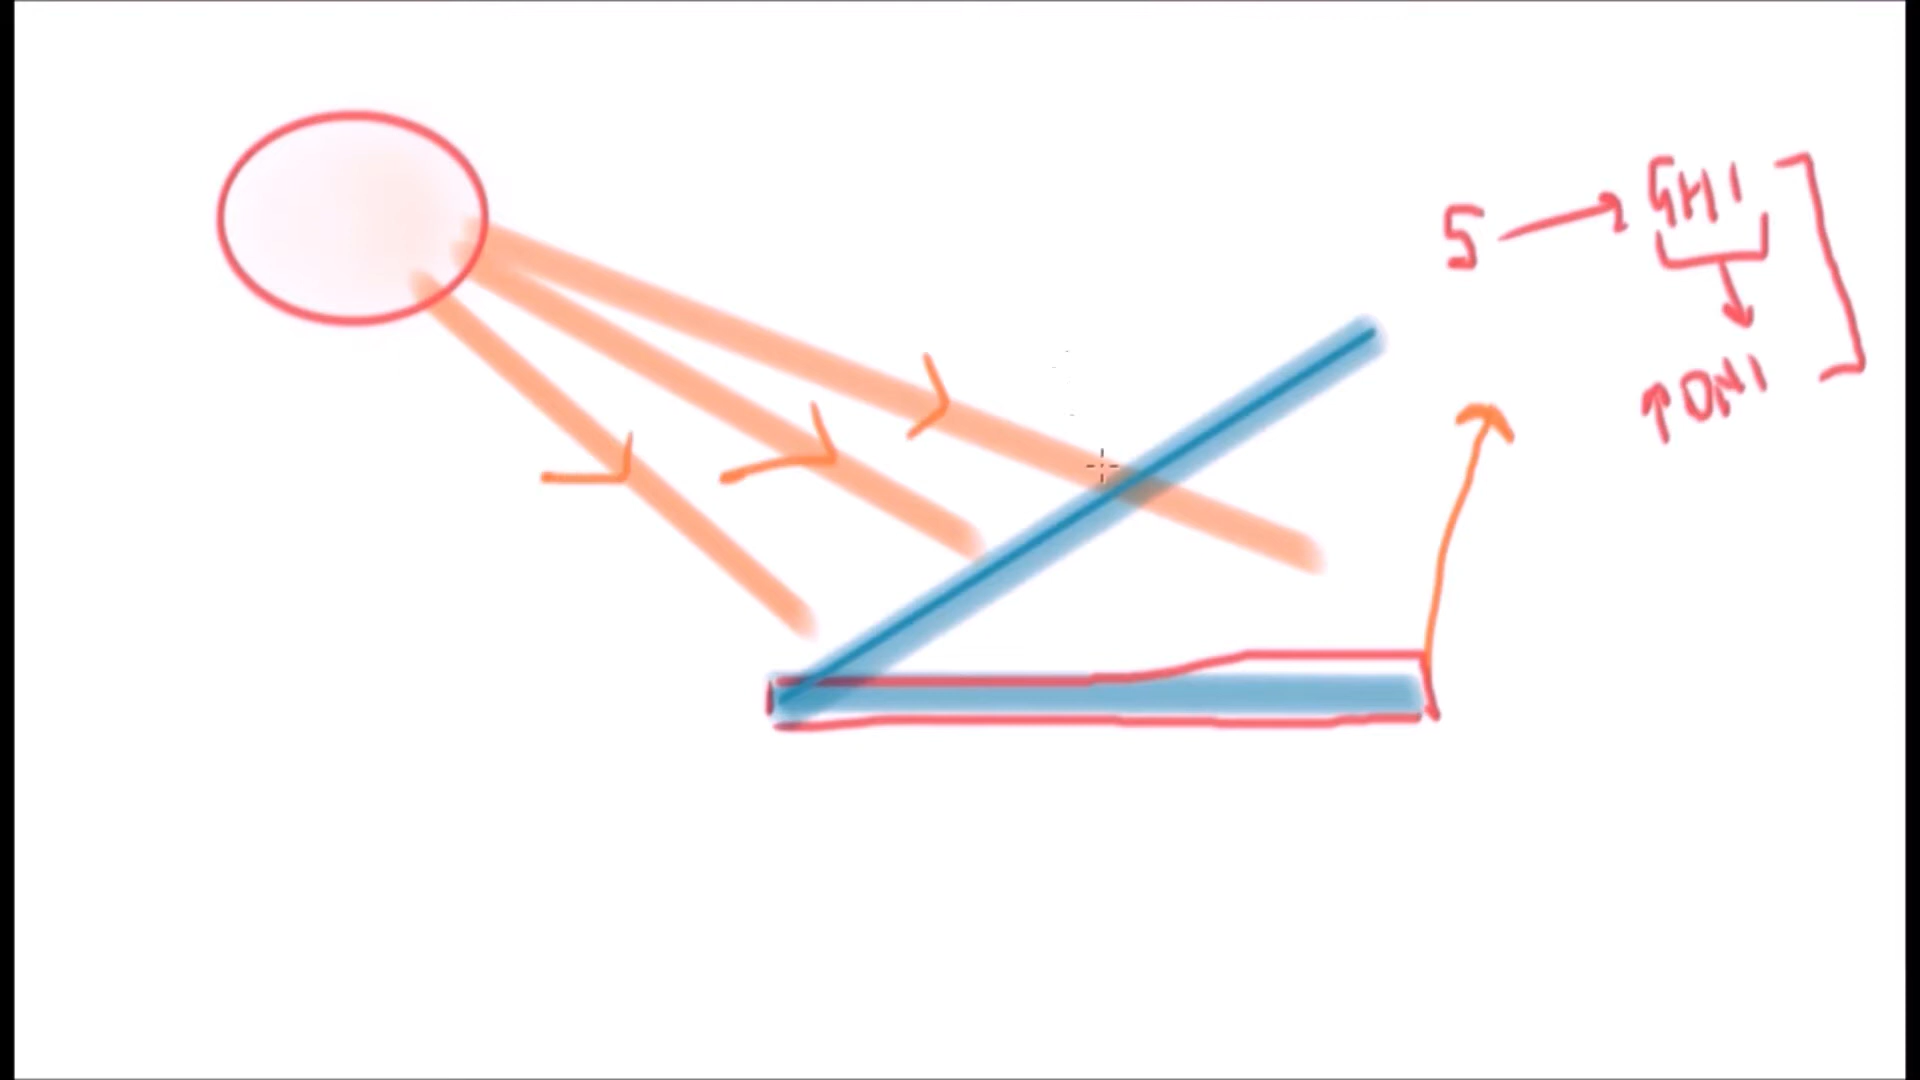 S → GHI
↑ DNI